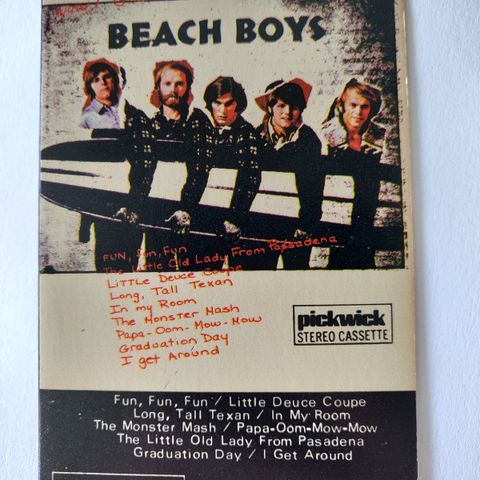 BEACH BOYS
FUN, Fun, Fun
The Little Old Lady From Passadena
LiTTLe Deuce Coupe
Long, Tall Texan
In my Room
The Monster Mash
Papa-Oom-Mow-Mow
Graduation Day
I get Around
pickwick
STEREO CASSETTE
Fun, Fun, Fun / Little Deuce Coupe
Long, Tall Texan / In My Room
The Monster Mash / Papa-Oom-Mow-Mow
The Little Old Lady From Pasadena
Graduation Day / I Get Around